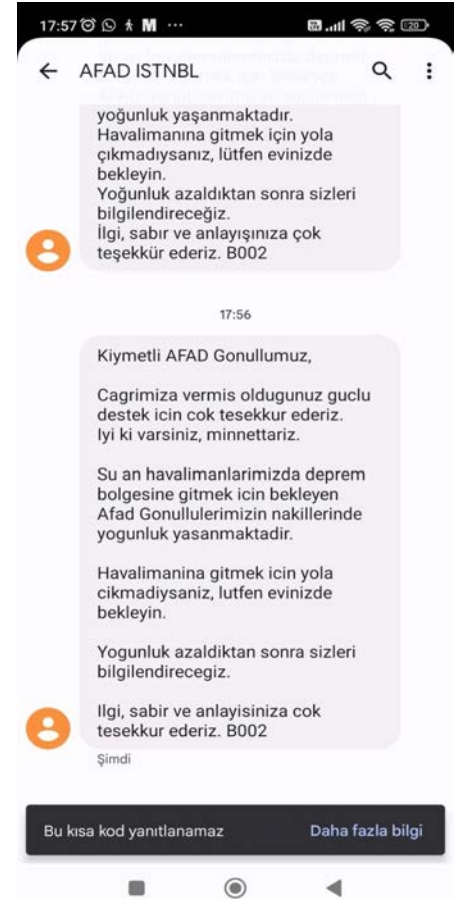 17:57 M ...
20
AFAD ISTNBL
yoğunluk yaşanmaktadır.
Havalimanına gitmek için yola
çıkmadıysanız, lütfen evinizde
bekleyin.
Yoğunluk azaldıktan sonra sizleri
bilgilendireceğiz.
İlgi, sabır ve anlayışınıza çok
teşekkür ederiz. B002
17:56
Kiymetli AFAD Gonullumuz,
Cagrimiza vermis oldugunuz guclu
destek icin cok tesekkur ederiz.
Iyi ki varsiniz, minnettariz.
Su an havalimanlarimizda deprem
bolgesine gitmek icin bekleyen
Afad Gonullulerimizin nakillerinde
yogunluk yasanmaktadir.
Havalimanina gitmek icin yola
cikmadiysaniz, lutfen evinizde
bekleyin.
Yogunluk azaldiktan sonra sizleri
bilgilendirecegiz.
Ilgi, sabir ve anlayisiniza cok
tesekkur ederiz. B002
Şimdi
Bu kısa kod yanıtlanamaz
Daha fazla bilgi